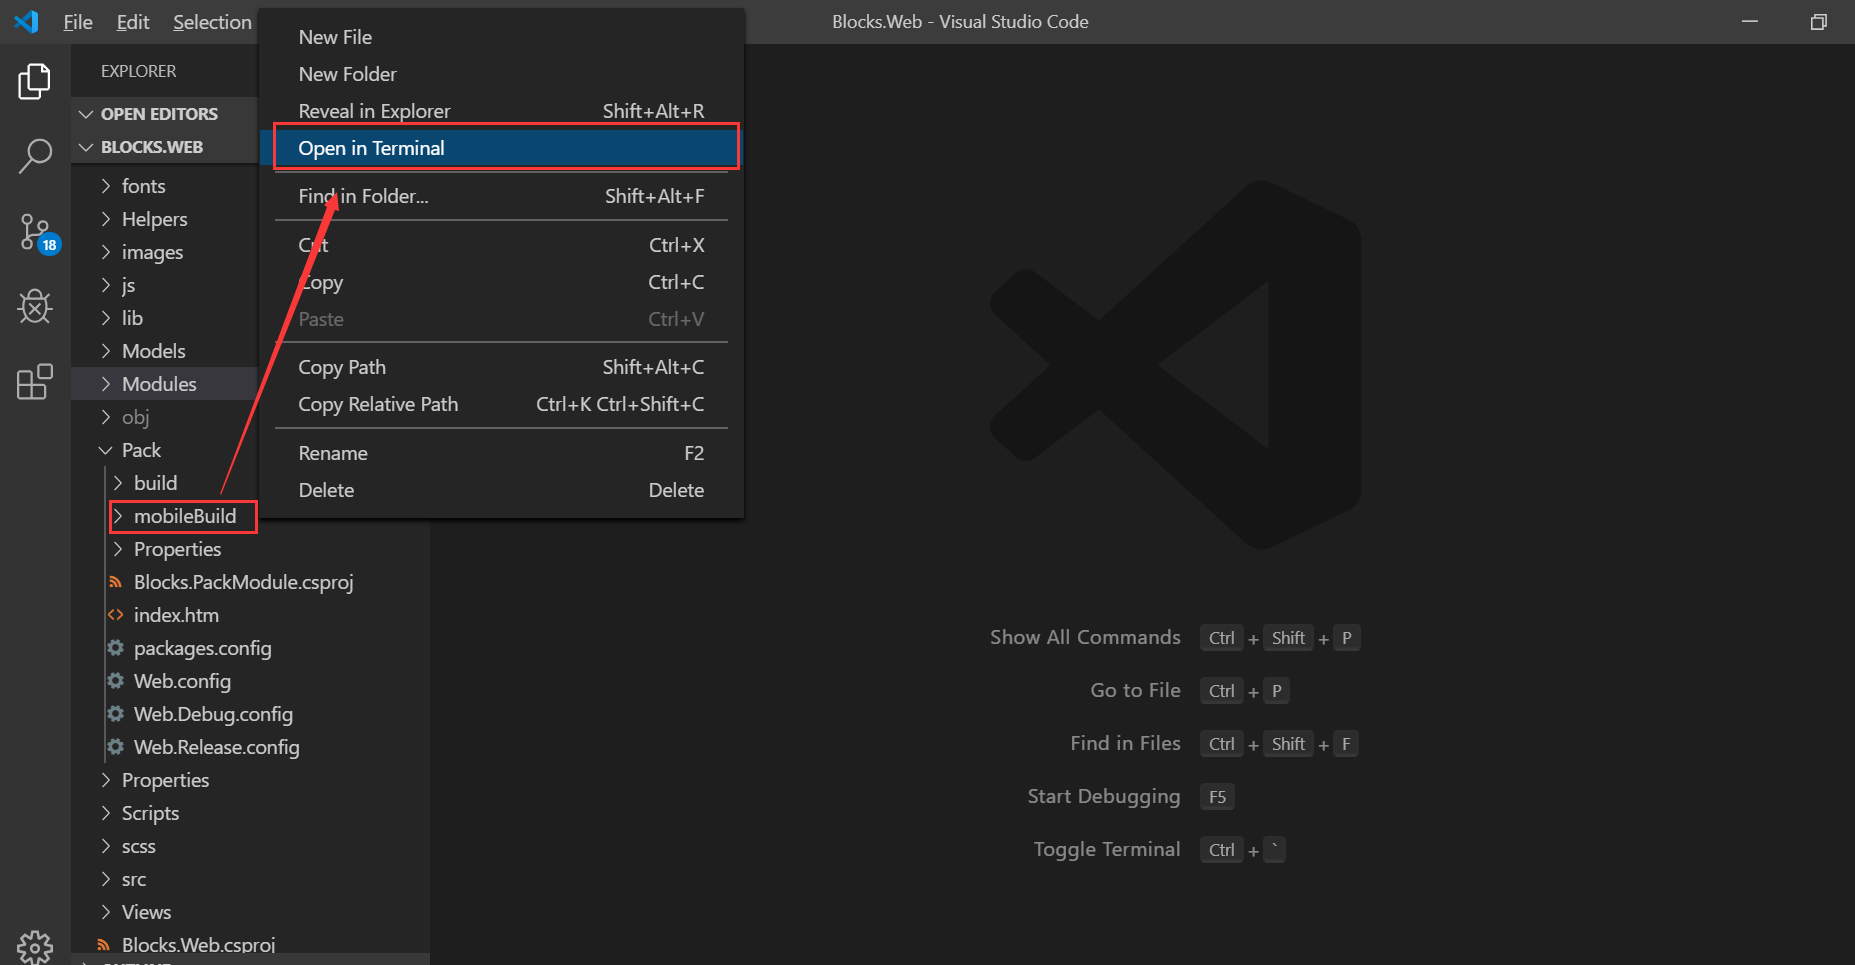 File Edit Selection
Blocks.Web - Visual Studio Code
EXPLORER
OPEN EDITORS
BLOCKS.WEB
fonts
Helpers
images
js
lib
Models
Modules
obj
Pack
build
mobileBuild
Properties
Blocks.PackModule.csproj
index.htm
packages.config
Web.config
Web.Debug.config
Web.Release.config
Properties
Scripts
scss
src
Views
Blocks.Web.csproj
18
New File
New Folder
Reveal in Explorer Shift+Alt+R
Open in Terminal
Find in Folder... Shift+Alt+F
Cut Ctrl+X
Copy Ctrl+C
Paste Ctrl+V
Copy Path Shift+Alt+C
Copy Relative Path Ctrl+K Ctrl+Shift+C
Rename F2
Delete Delete
Show All Commands Ctrl + Shift + P
Go to File Ctrl + P
Find in Files Ctrl + Shift + F
Start Debugging F5
Toggle Terminal Ctrl + `